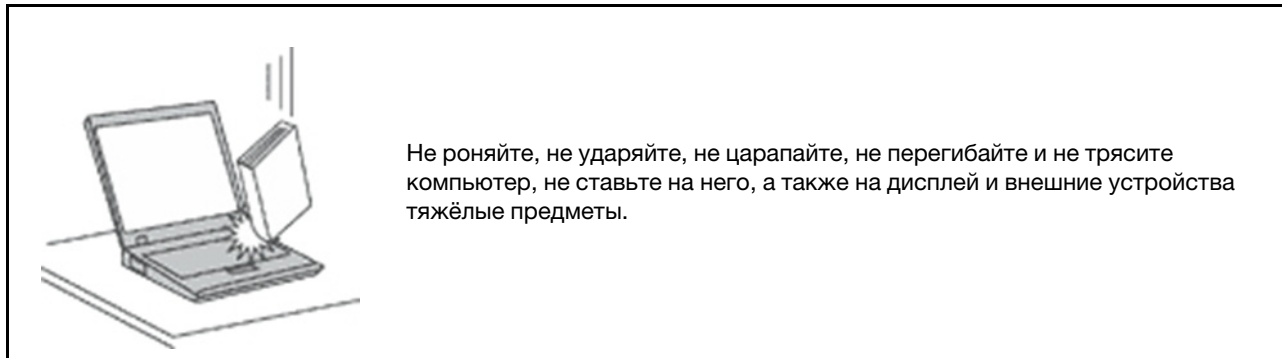 Не роняйте, не ударяйте, не царапайте, не перегибайте и не трясите
компьютер, не ставьте на него, а также на дисплей и внешние устройства
тяжёлые предметы.